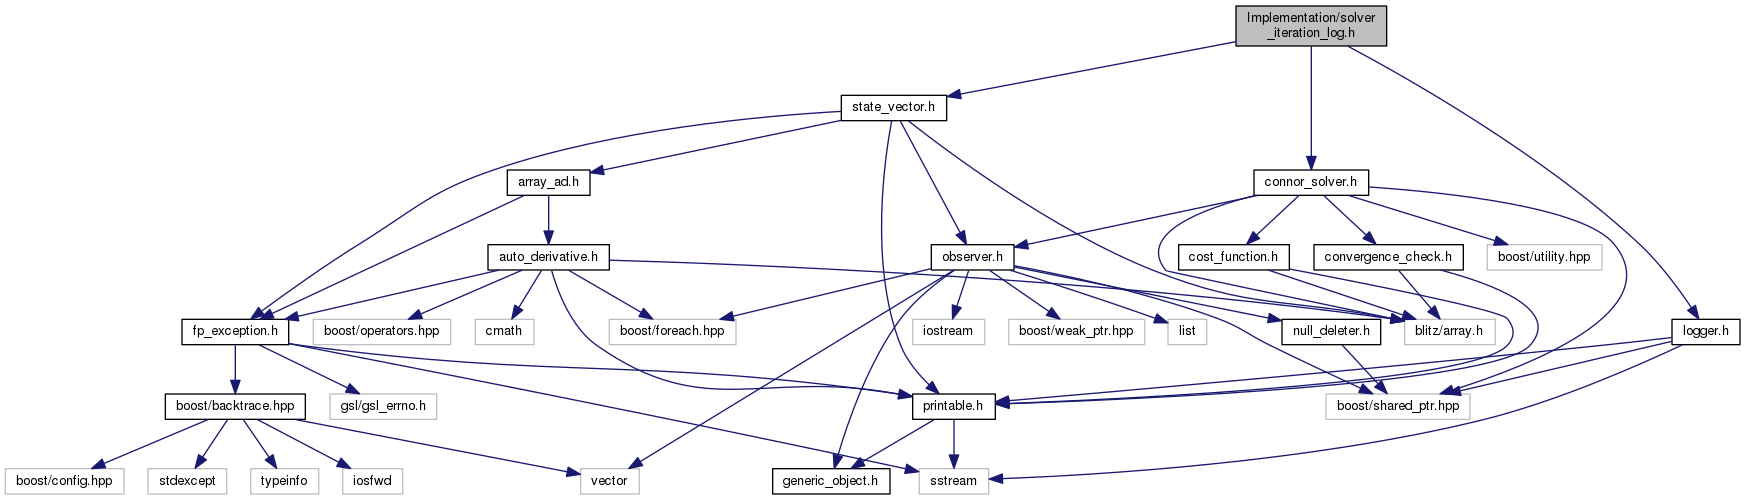 Implementation/solver
_iteration_log.h
state_vector.h
array_ad.h
connor_solver.h
auto_derivative.h
observer.h
cost_function.h
convergence_check.h
boost/utility.hpp
fp_exception.h
boost/operators.hpp
cmath
boost/foreach.hpp
iostream
boost/weak_ptr.hpp
list
null_deleter.h
blitz/array.h
logger.h
boost/backtrace.hpp
gsl/gsl_errno.h
printable.h
boost/shared_ptr.hpp
boost/config.hpp
stdexcept
typeinfo
iosfwd
vector
generic_object.h
sstream